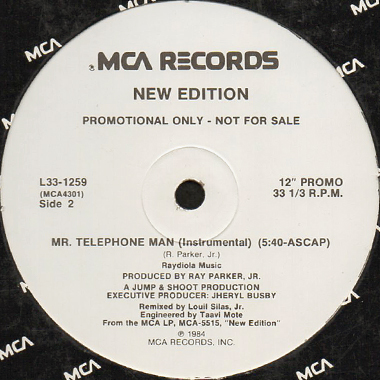 MCA RECORDS
NEW EDITION
PROMOTIONAL ONLY - NOT FOR SALE
L33-1259
(MCA4301)
Side 2
12" PROMO
33 1/3 R.P.M.
MR. TELEPHONE MAN (Instrumental) (5:40-ASCAP)
(R. Parker, Jr.)
Raydiola Music
PRODUCED BY RAY PARKER, JR.
A JUMP & SHOOT PRODUCTION
EXECUTIVE PRODUCER: JHERYL BUSBY
Remixed by Louil Silas, Jr.
Engineered by Taavi Mote
From the MCA LP, MCA-5515, "New Edition"
℗ 1984
MCA RECORDS, INC.
MCA
MCA
MCA
MCA
MCA
MCA